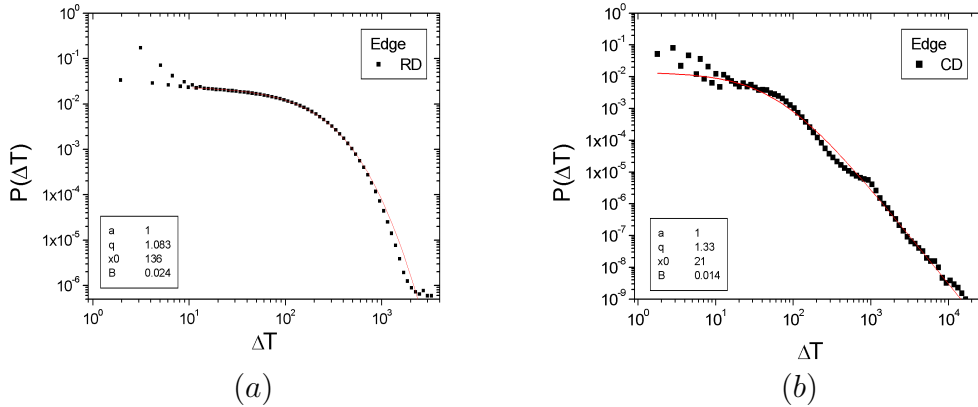 10^0
10^-1
10^-2
10^-3
1x10^-4
1x10^-5
10^-6
P(ΔT)
Edge
RD
a 1
q 1.083
x0 136
B 0.024
10^0 10^1 10^2 10^3
ΔT
(a)
10^0
10^-1
10^-2
10^-3
1x10^-4
1x10^-5
10^-6
10^-7
10^-8
10^-9
P(ΔT)
Edge
CD
a 1
q 1.33
x0 21
B 0.014
10^0 10^1 10^2 10^3 10^4
ΔT
(b)